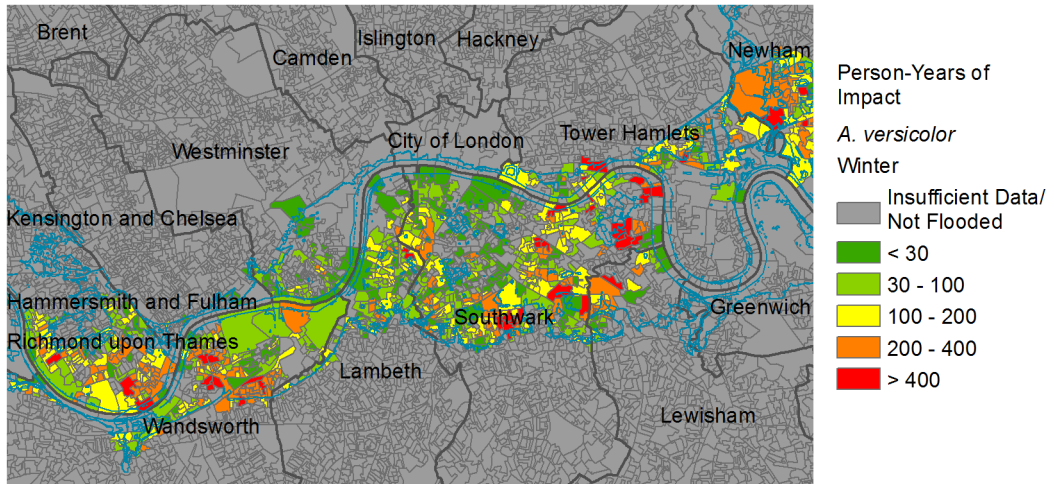 Brent
Camden
Islington
Hackney
Newham
Westminster
City of London
Tower Hamlets
Kensington and Chelsea
Hammersmith and Fulham
Richmond upon Thames
Southwark
Greenwich
Lambeth
Wandsworth
Lewisham
Person-Years of
Impact
A. versicolor
Winter
Insufficient Data/
Not Flooded
< 30
30 - 100
100 - 200
200 - 400
> 400